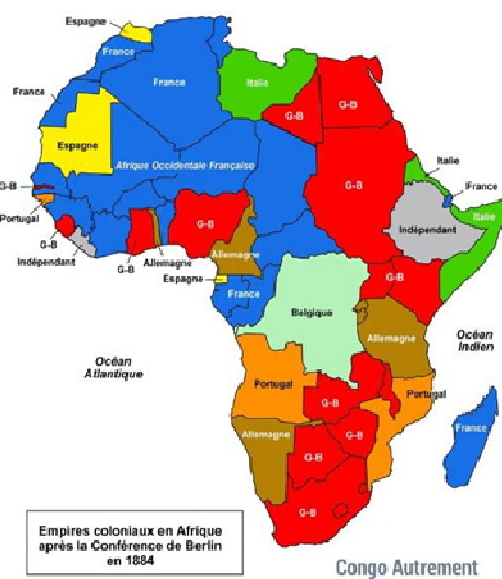 Espagne
France
France
Italie
G-B
G-B
France
Espagne
Afrique Occidentale Française
G-B
Italie
France
G-B
Portugal
G-B
Indépendant
G-B
G-B
Allemagne
Allemagne
Espagne
Indépendant
Italie
France
G-B
Belgique
Allemagne
Océan
Indien
Océan
Atlantique
Portugal
Portugal
G-B
Allemagne
G-B
G-B
France
G-B
Empires coloniaux en Afrique
après la Conférence de Berlin
en 1884
Congo Autrement